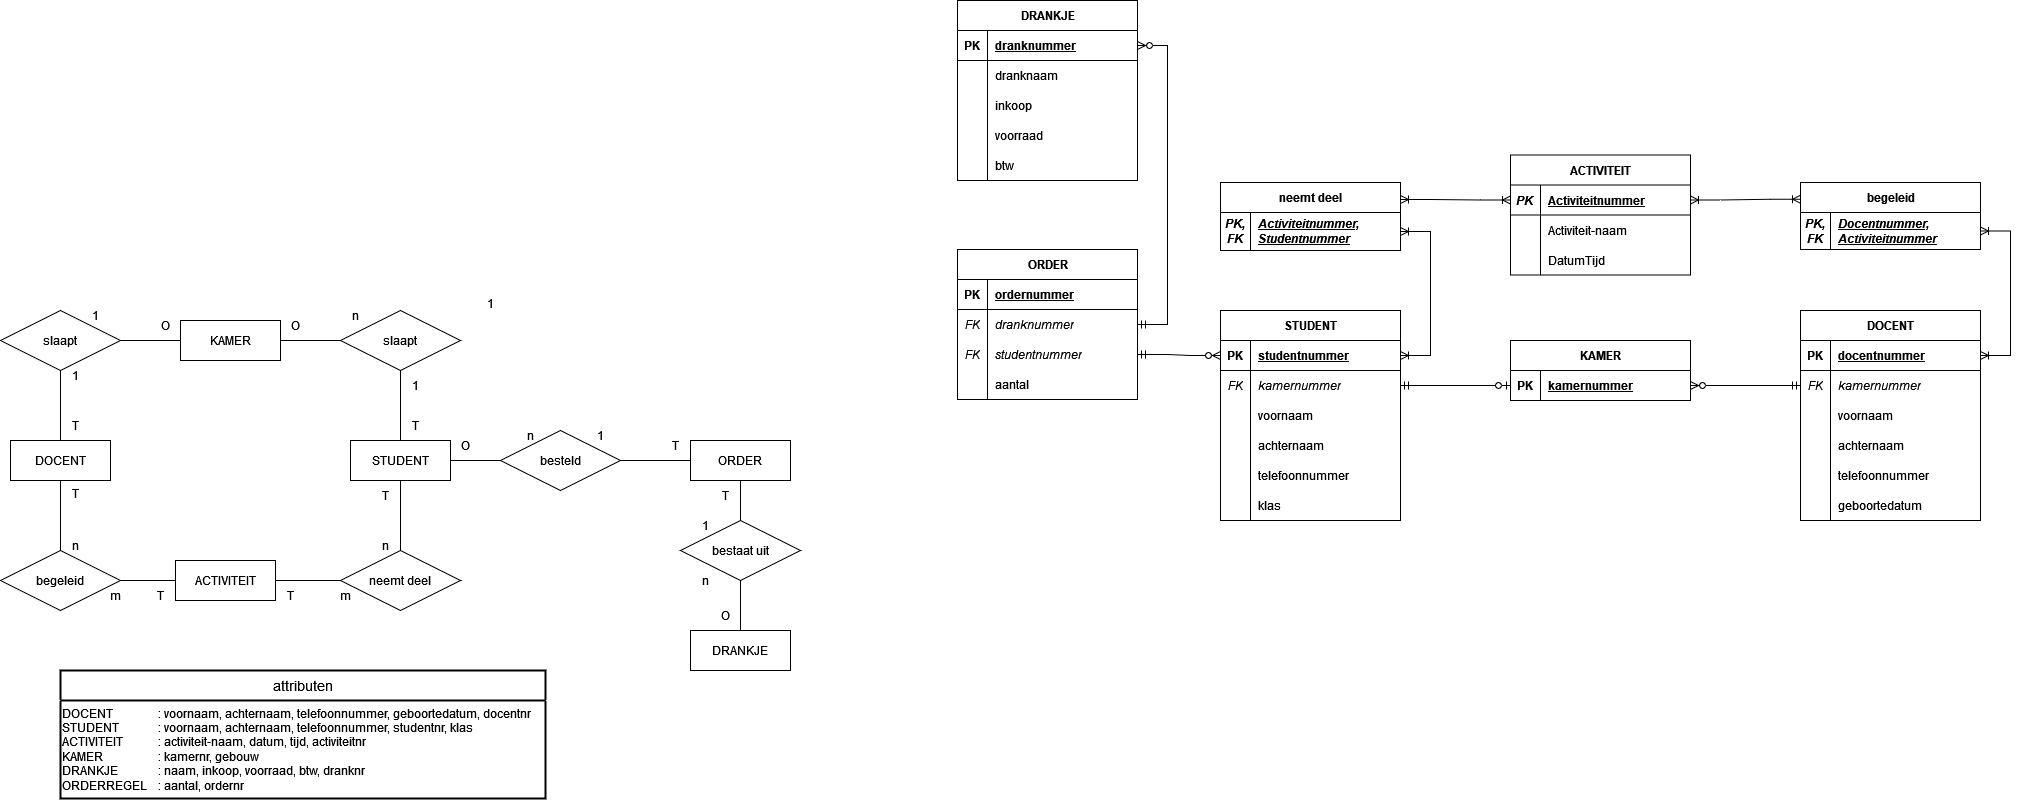 1
slaapt
1
T
O
KAMER
O
n
slaapt
1
T
DOCENT
T
STUDENT
T
O
n
besteld
1
T
ORDER
T
1
bestaat uit
n
O
DRANKJE
n
begeleid
m
T
ACTIVITEIT
T
m
n
neemt deel
1
attributen
DOCENT : voornaam, achternaam, telefoonnummer, geboortedatum, docentnr
STUDENT : voornaam, achternaam, telefoonnummer, studentnr, klas
ACTIVITEIT : activiteit-naam, datum, tijd, activiteitnr
KAMER : kamernr, gebouw
DRANKJE : naam, inkoop, voorraad, btw, dranknr
ORDERREGEL : aantal, ordernr
DRANKJE
PK dranknummer
dranknaam
inkoop
voorraad
btw
ORDER
PK ordernummer
FK dranknummer
FK studentnummer
aantal
neemt deel
PK, Activiteitnummer,
FK Studentnummer
STUDENT
PK studentnummer
FK kamernummer
voornaam
achternaam
telefoonnummer
klas
ACTIVITEIT
PK Activiteitnummer
Activiteit-naam
DatumTijd
KAMER
PK kamernummer
begeleid
PK, Docentnummer,
FK Activiteitnummer
DOCENT
PK docentnummer
FK kamernummer
voornaam
achternaam
telefoonnummer
geboortedatum